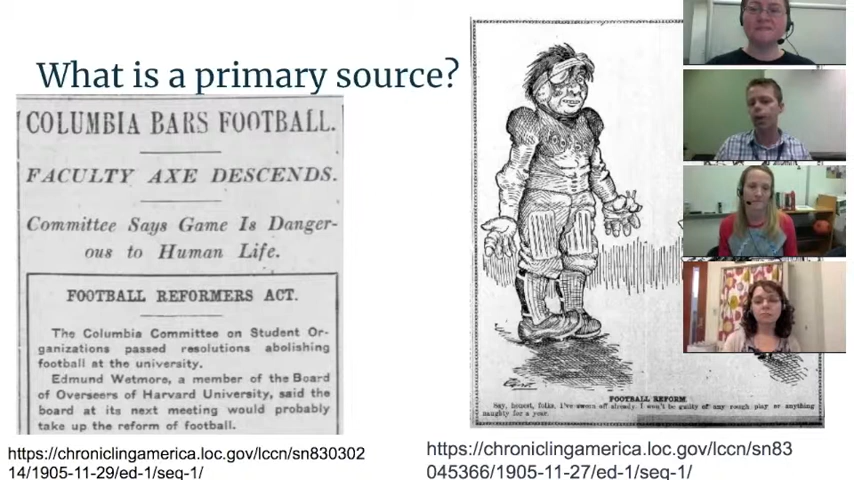 What is a primary source?
COLUMBIA BARS FOOTBALL.
FACULTY AXE DESCENDS.
Committee Says Game Is Danger-
ous to Human Life.
FOOTBALL REFORMERS ACT.
The Columbia Committee on Student Or-
ganizations passed resolutions abolishing
football at the university.
Edmund Wetmore, a member of the Board
of Overseers of Harvard University, said the
board at its next meeting would probably
take up the reform of football.
https://chroniclingamerica.loc.gov/lccn/sn830302
14/1905-11-29/ed-1/seq-1/
FOOTBALL REFORM.
Say, honest, folks, I've sworn off already. I won't be guilty of any rough play or anything
naughty for a year.
https://chroniclingamerica.loc.gov/lccn/sn83
045366/1905-11-27/ed-1/seq-1/